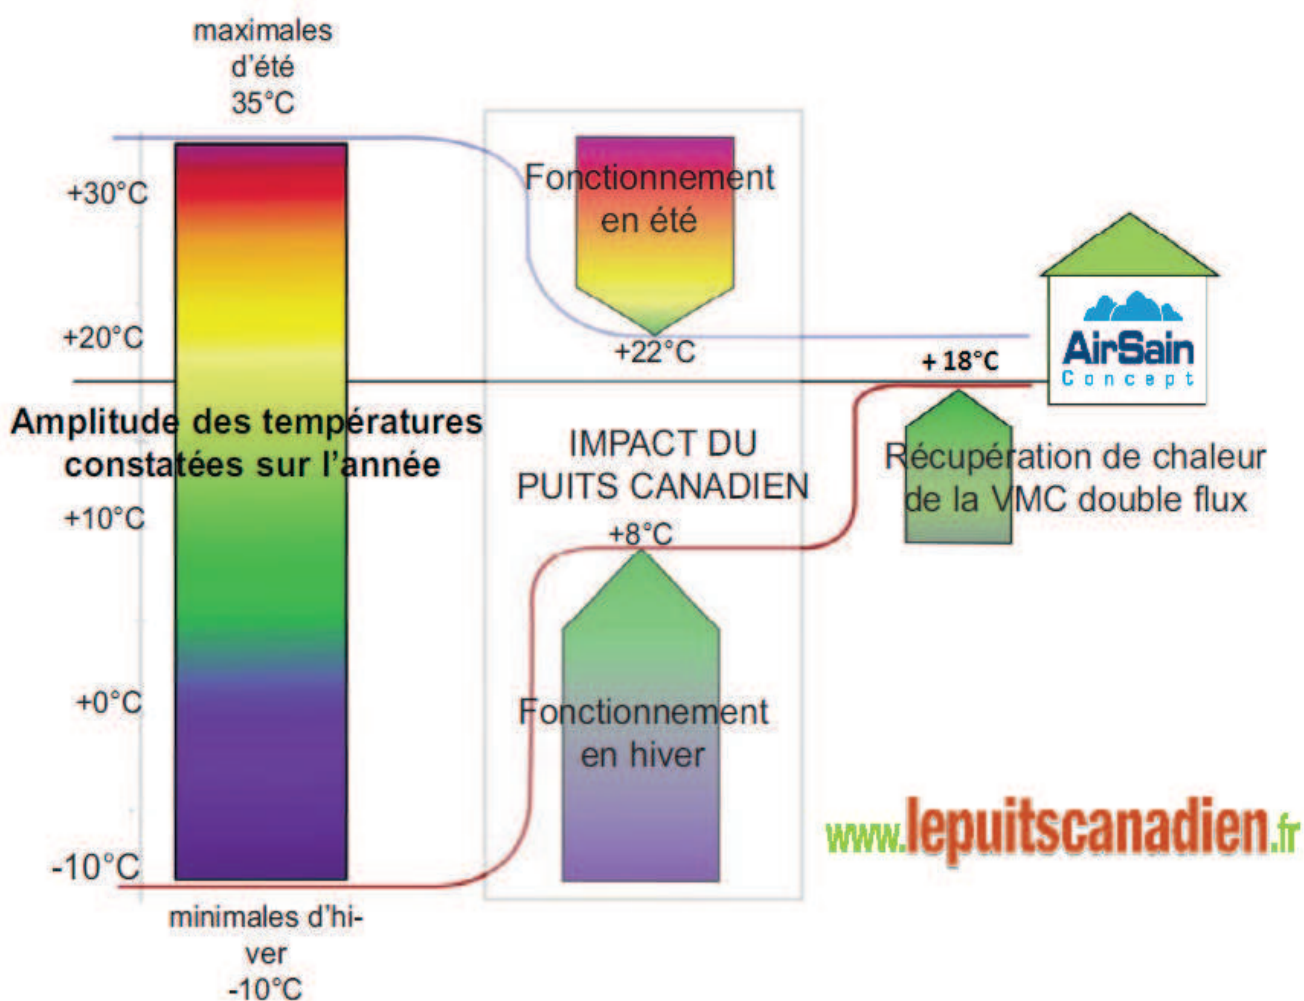 maximales
d'été
35°C
+30°C
+20°C
Amplitude des températures
constatées sur l'année
+10°C
+0°C
-10°C
minimales d'hi-
ver
-10°C
Fonctionnement
en été
+22°C
IMPACT DU
PUITS CANADIEN
+8°C
Fonctionnement
en hiver
+ 18°C
AirSain
Concept
Récupération de chaleur
de la VMC double flux
www.lepuitscanadien.fr